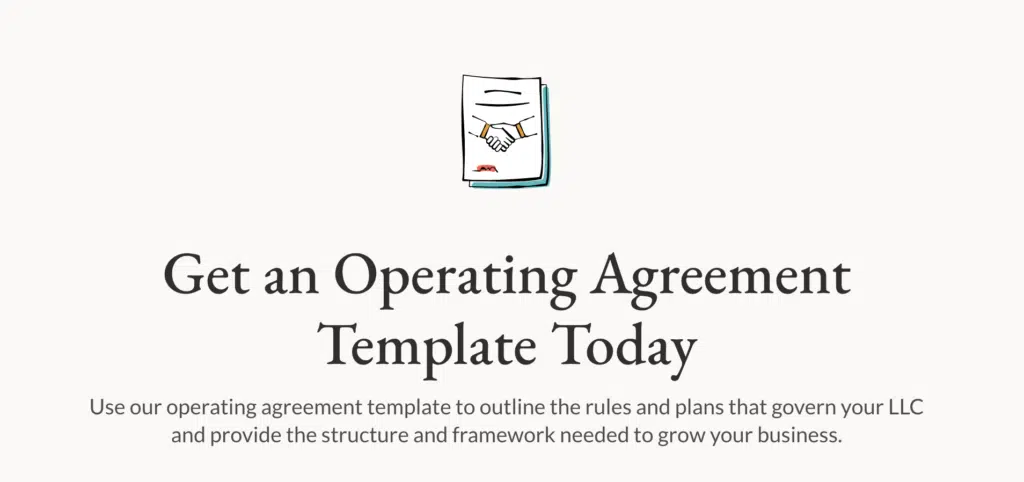 Get an Operating Agreement
Template Today
Use our operating agreement template to outline the rules and plans that govern your LLC
and provide the structure and framework needed to grow your business.